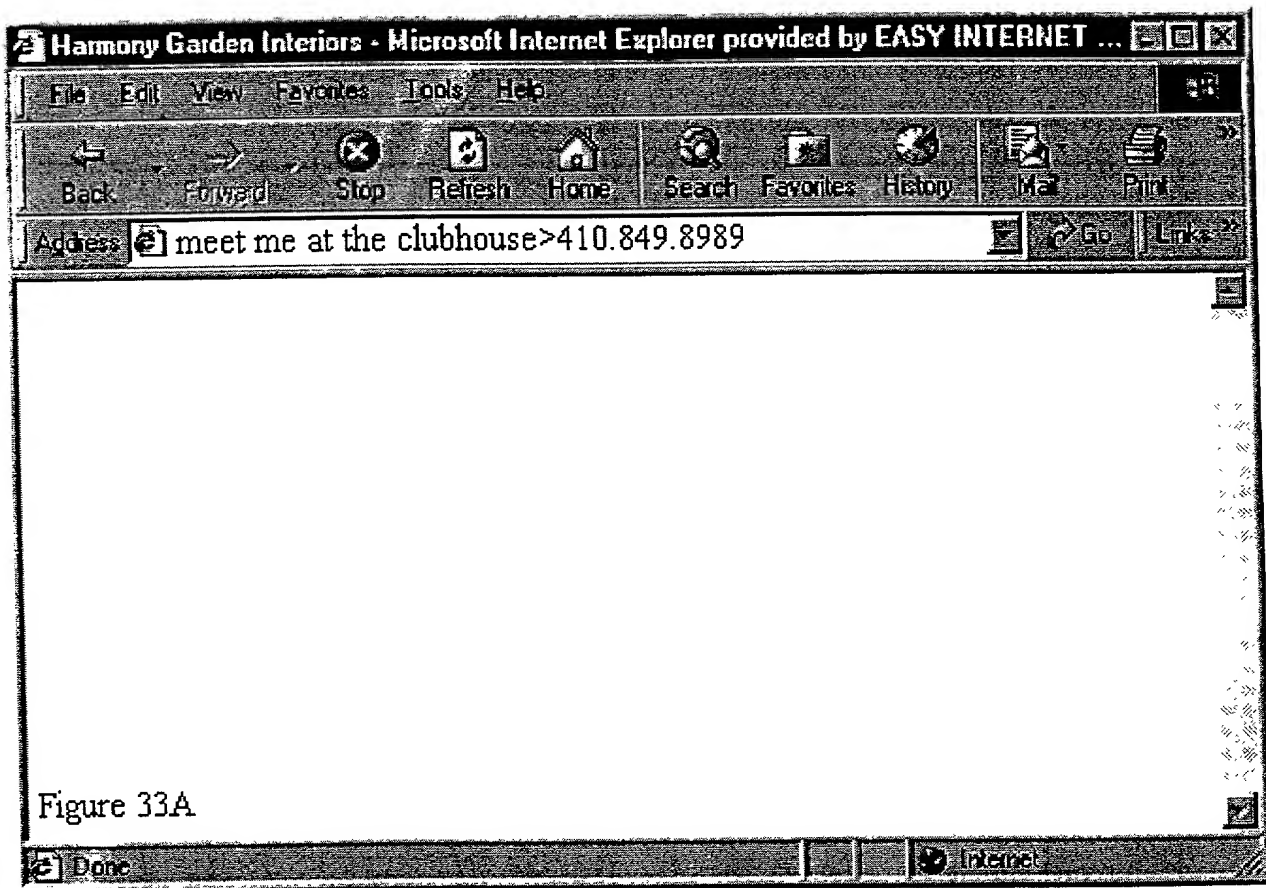 Harmony Garden Interiors - Microsoft Internet Explorer provided by EASY INTERNET ...
File Edit View Favorites Tools Help
Back Forward Stop Refresh Home Search Favorites History Mail Print »
Address meet me at the clubhouse>410.849.8989 Go Links »
Figure 33A
Done Internet